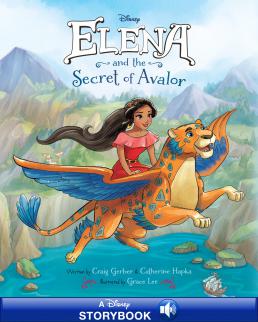 Disney
ELENA
and the
Secret of Avalor
Written by Craig Gerber & Catherine Hapka
Illustrated by Grace Lee
A Disney
STORYBOOK